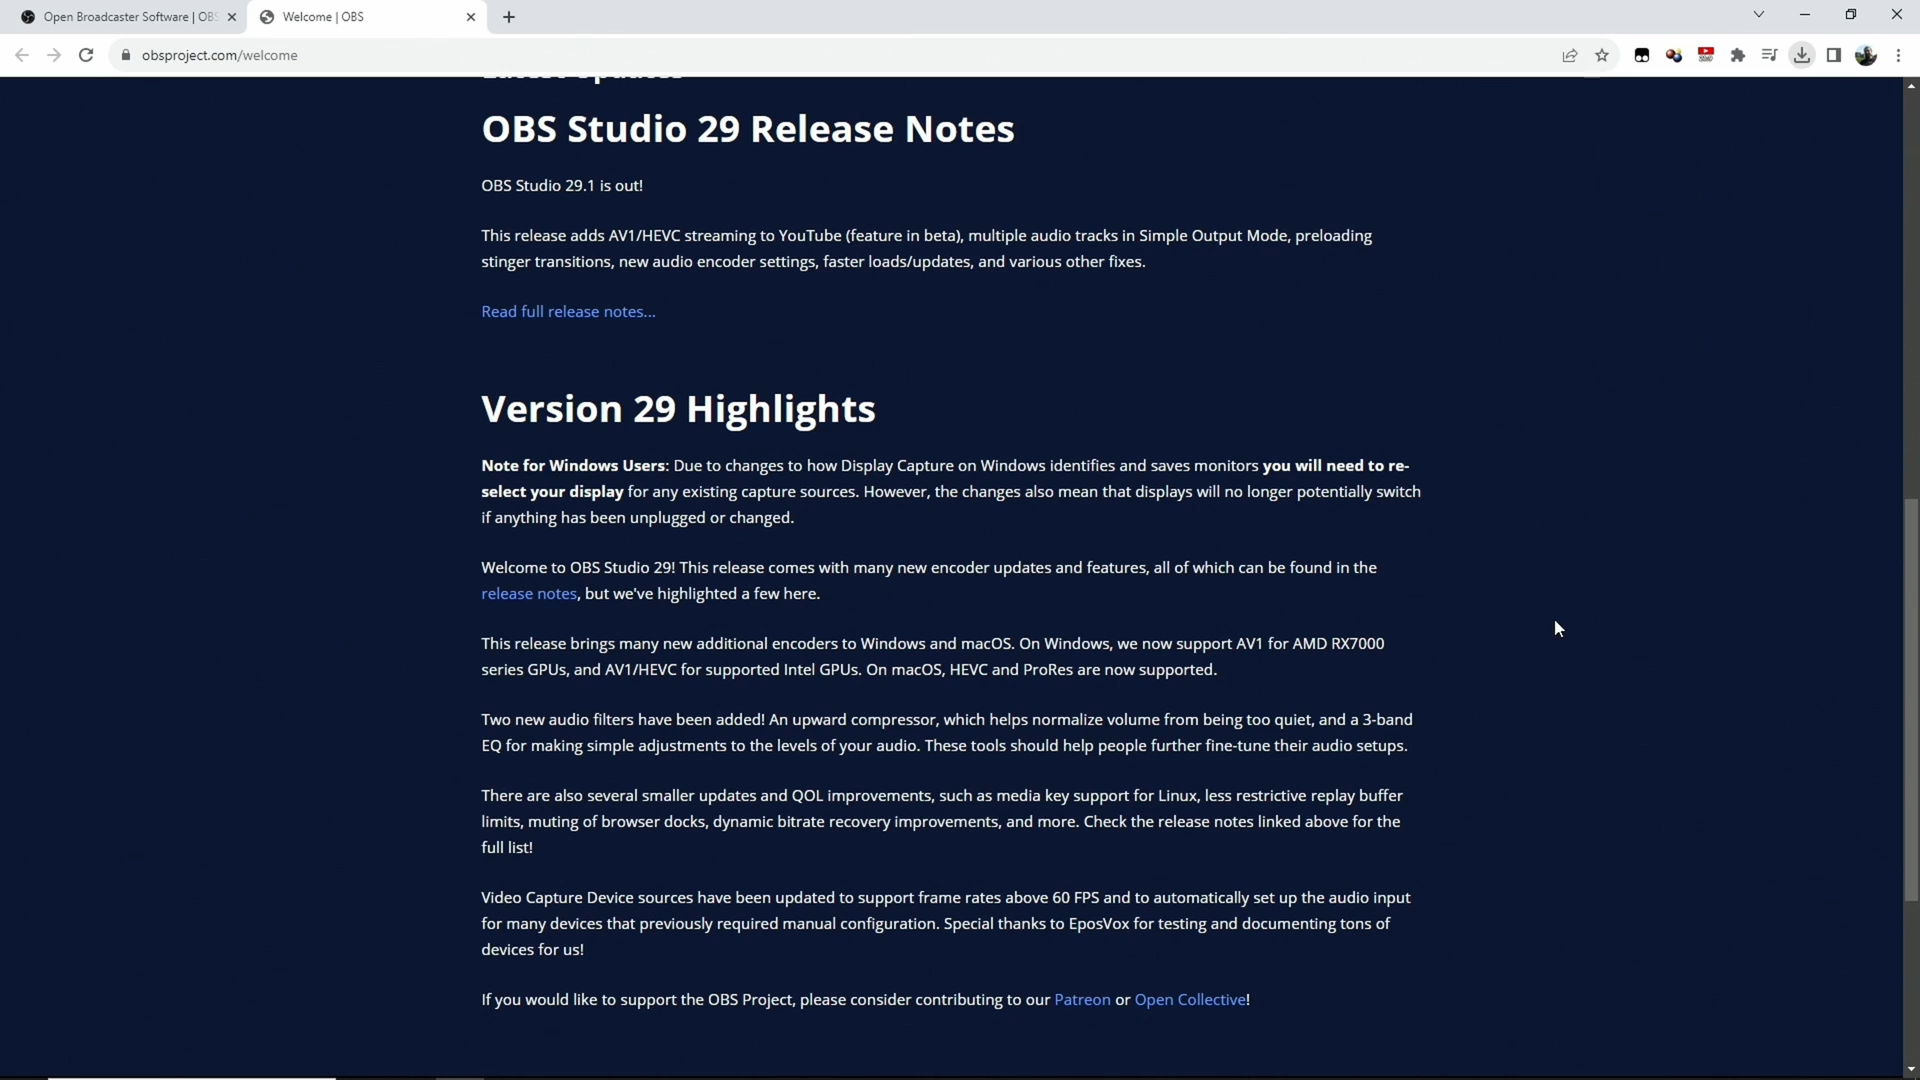 Open Broadcaster Software | OBS
Welcome | OBS
obsproject.com/welcome
OBS Studio 29 Release Notes
OBS Studio 29.1 is out!
This release adds AV1/HEVC streaming to YouTube (feature in beta), multiple audio tracks in Simple Output Mode, preloading
stinger transitions, new audio encoder settings, faster loads/updates, and various other fixes.
Read full release notes...
Version 29 Highlights
Note for Windows Users: Due to changes to how Display Capture on Windows identifies and saves monitors you will need to re-
select your display for any existing capture sources. However, the changes also mean that displays will no longer potentially switch
if anything has been unplugged or changed.
Welcome to OBS Studio 29! This release comes with many new encoder updates and features, all of which can be found in the
release notes, but we've highlighted a few here.
This release brings many new additional encoders to Windows and macOS. On Windows, we now support AV1 for AMD RX7000
series GPUs, and AV1/HEVC for supported Intel GPUs. On macOS, HEVC and ProRes are now supported.
Two new audio filters have been added! An upward compressor, which helps normalize volume from being too quiet, and a 3-band
EQ for making simple adjustments to the levels of your audio. These tools should help people further fine-tune their audio setups.
There are also several smaller updates and QOL improvements, such as media key support for Linux, less restrictive replay buffer
limits, muting of browser docks, dynamic bitrate recovery improvements, and more. Check the release notes linked above for the
full list!
Video Capture Device sources have been updated to support frame rates above 60 FPS and to automatically set up the audio input
for many devices that previously required manual configuration. Special thanks to EposVox for testing and documenting tons of
devices for us!
If you would like to support the OBS Project, please consider contributing to our Patreon or Open Collective!